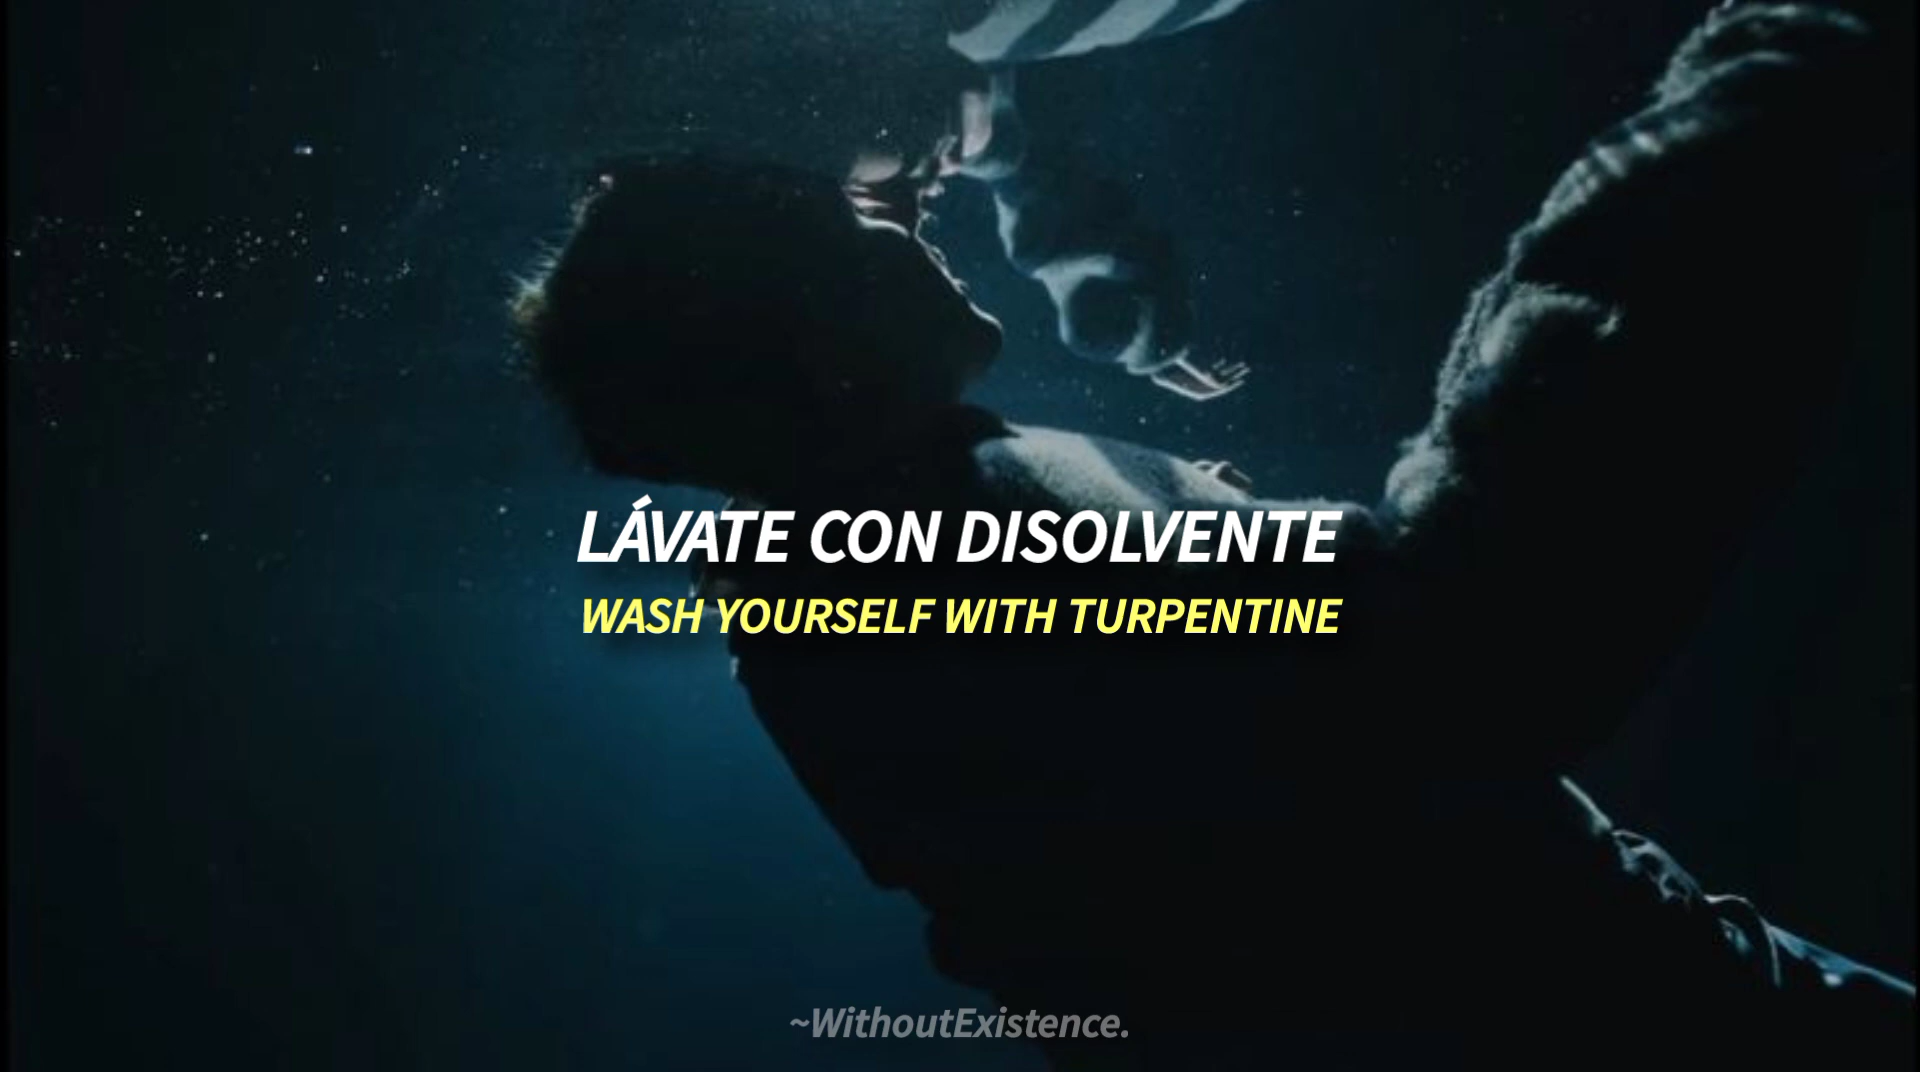 LÁVATE CON DISOLVENTE
WASH YOURSELF WITH TURPENTINE
~WithoutExistence.